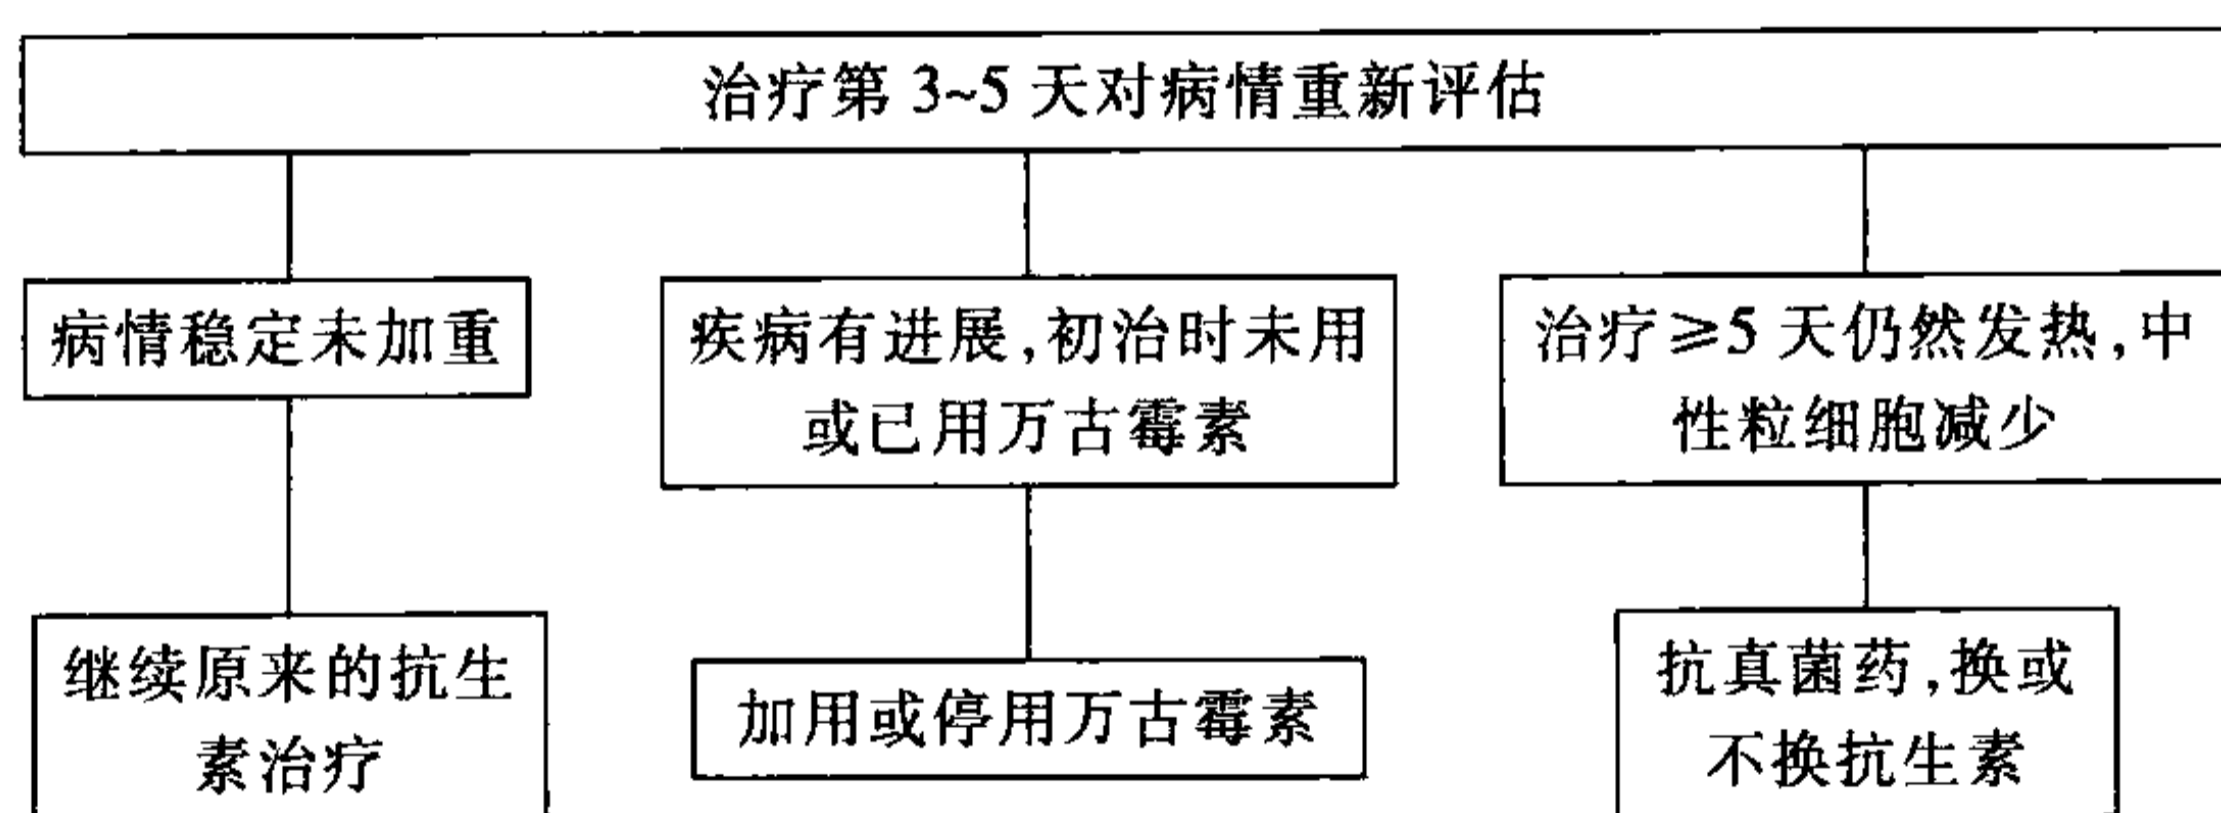 治疗第 3~5 天对病情重新评估
病情稳定未加重
疾病有进展,初治时未用
或已用万古霉素
治疗≥5 天仍然发热,中
性粒细胞减少
继续原来的抗生
素治疗
加用或停用万古霉素
抗真菌药,换或
不换抗生素